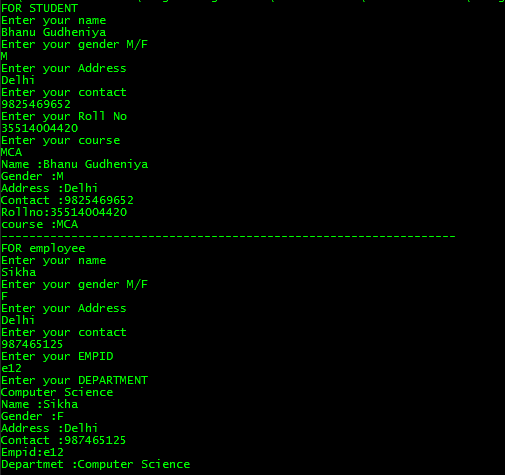 FOR STUDENT
Enter your name
Bhanu Gudheniya
Enter your gender M/F
M
Enter your Address
Delhi
Enter your contact
9825469652
Enter your Roll No
35514004420
Enter your course
MCA
Name :Bhanu Gudheniya
Gender :M
Address :Delhi
Contact :9825469652
Rollno:35514004420
course :MCA
-----------------------------------------------------------------
FOR employee
Enter your name
Sikha
Enter your gender M/F
F
Enter your Address
Delhi
Enter your contact
987465125
Enter your EMPID
e12
Enter your DEPARTMENT
Computer Science
Name :Sikha
Gender :F
Address :Delhi
Contact :987465125
Empid:e12
Departmet :Computer Science